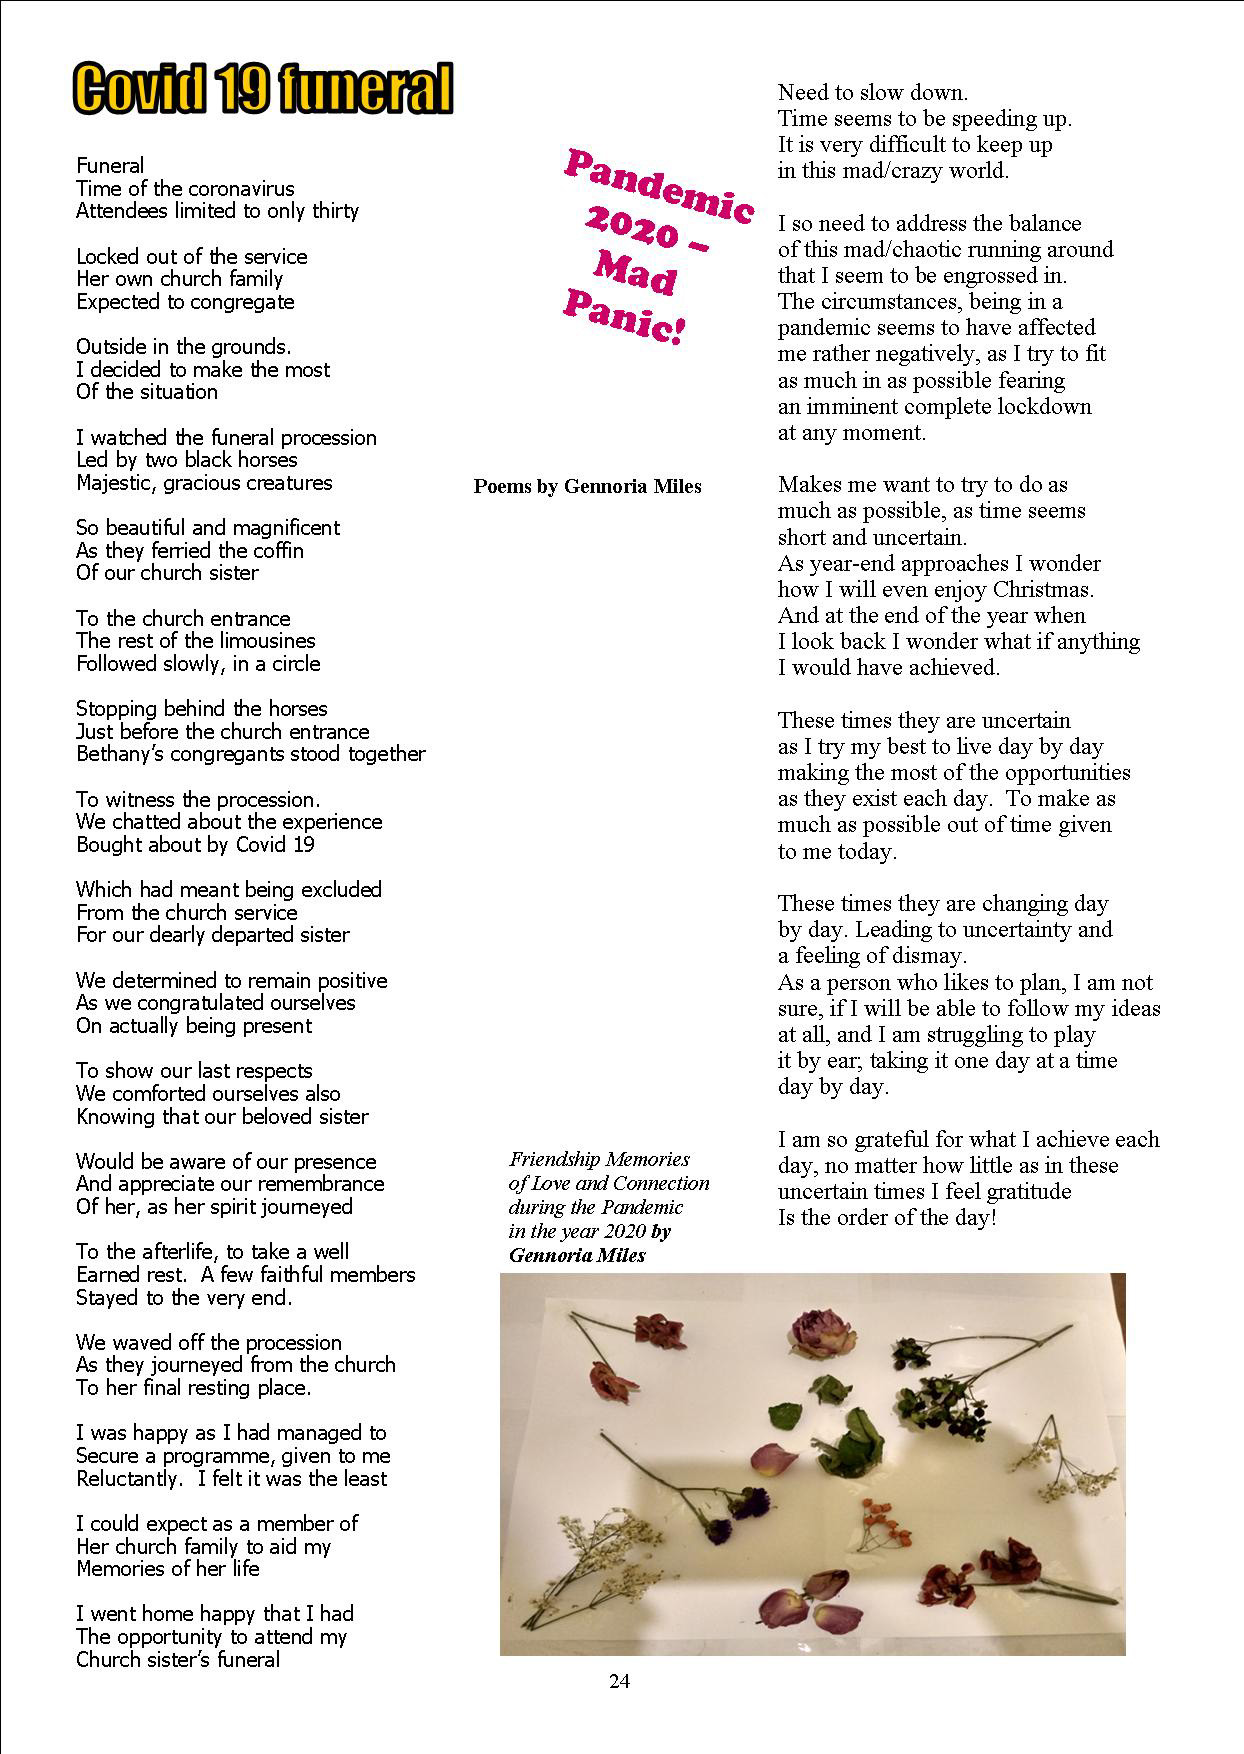 Covid 19 funeral
Funeral
Time of the coronavirus
Attendees limited to only thirty
Locked out of the service
Her own church family
Expected to congregate
Outside in the grounds.
I decided to make the most
Of the situation
I watched the funeral procession
Led by two black horses
Majestic, gracious creatures
So beautiful and magnificent
As they ferried the coffin
Of our church sister
To the church entrance
The rest of the limousines
Followed slowly, in a circle
Stopping behind the horses
Just before the church entrance
Bethany’s congregants stood together
To witness the procession.
We chatted about the experience
Bought about by Covid 19
Which had meant being excluded
From the church service
For our dearly departed sister
We determined to remain positive
As we congratulated ourselves
On actually being present
To show our last respects
We comforted ourselves also
Knowing that our beloved sister
Would be aware of our presence
And appreciate our remembrance
Of her, as her spirit journeyed
To the afterlife, to take a well
Earned rest.  A few faithful members
Stayed to the very end.
We waved off the procession
As they journeyed from the church
To her final resting place.
I was happy as I had managed to
Secure a programme, given to me
Reluctantly.  I felt it was the least
I could expect as a member of
Her church family to aid my
Memories of her life
I went home happy that I had
The opportunity to attend my
Church sister’s funeral
Pandemic
2020 –
Mad
Panic!
Poems by Gennoria Miles
Need to slow down.
Time seems to be speeding up.
It is very difficult to keep up
in this mad/crazy world.
I so need to address the balance
of this mad/chaotic running around
that I seem to be engrossed in.
The circumstances, being in a
pandemic seems to have affected
me rather negatively, as I try to fit
as much in as possible fearing
an imminent complete lockdown
at any moment.
Makes me want to try to do as
much as possible, as time seems
short and uncertain.
As year-end approaches I wonder
how I will even enjoy Christmas.
And at the end of the year when
I look back I wonder what if anything
I would have achieved.
These times they are uncertain
as I try my best to live day by day
making the most of the opportunities
as they exist each day.  To make as
much as possible out of time given
to me today.
These times they are changing day
by day. Leading to uncertainty and
a feeling of dismay.
As a person who likes to plan, I am not
sure, if I will be able to follow my ideas
at all, and I am struggling to play
it by ear; taking it one day at a time
day by day.
I am so grateful for what I achieve each
day, no matter how little as in these
uncertain times I feel gratitude
Is the order of the day!
Friendship Memories
of Love and Connection
during the Pandemic
in the year 2020 by
Gennoria Miles
24